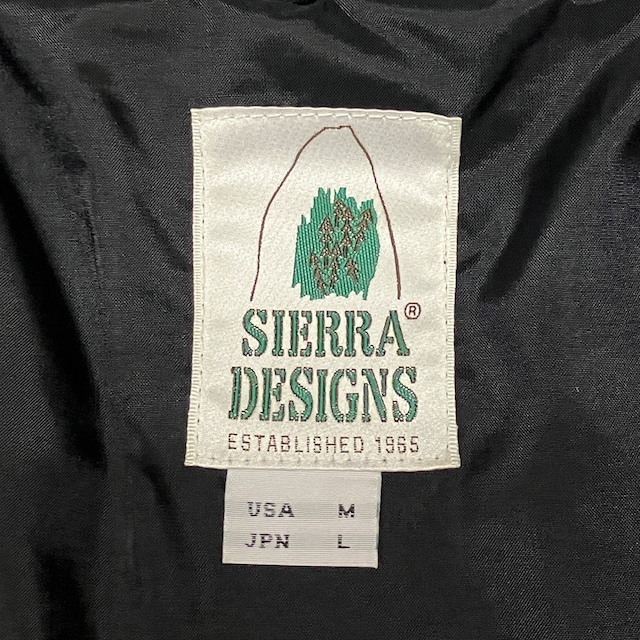 SIERRA®
DESIGNS
ESTABLISHED 1965
USA M
JPN L